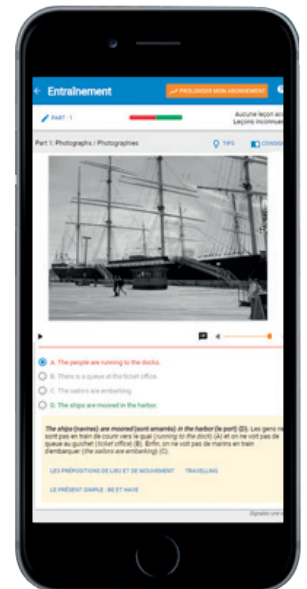 Entraînement
PROLONGER MON ABONNEMENT
PART : 1
Aucune leçon
Leçons inconnues
Part 1: Photographs / Photographies
TIPS
A. The people are running to the docks.
B. There is a queue at the ticket office.
C. The sailors are embarking.
D. The ships are moored in the harbor.
The ships (navires) are moored (sont amarrés) in the harbor (le port) (D). Les gens ne
sont pas en train de courir vers le quai (running to the dock) (A) et on ne voit pas de
queue au guichet (ticket office) (B). Enfin, on ne voit pas de marins en train
d'embarquer (the sailors are embarking) (C).
LES PRÉPOSITIONS DE LIEU ET DE MOUVEMENT
TRAVELLING
LE PRÉSENT SIMPLE : BE ET HAVE
Signalez une